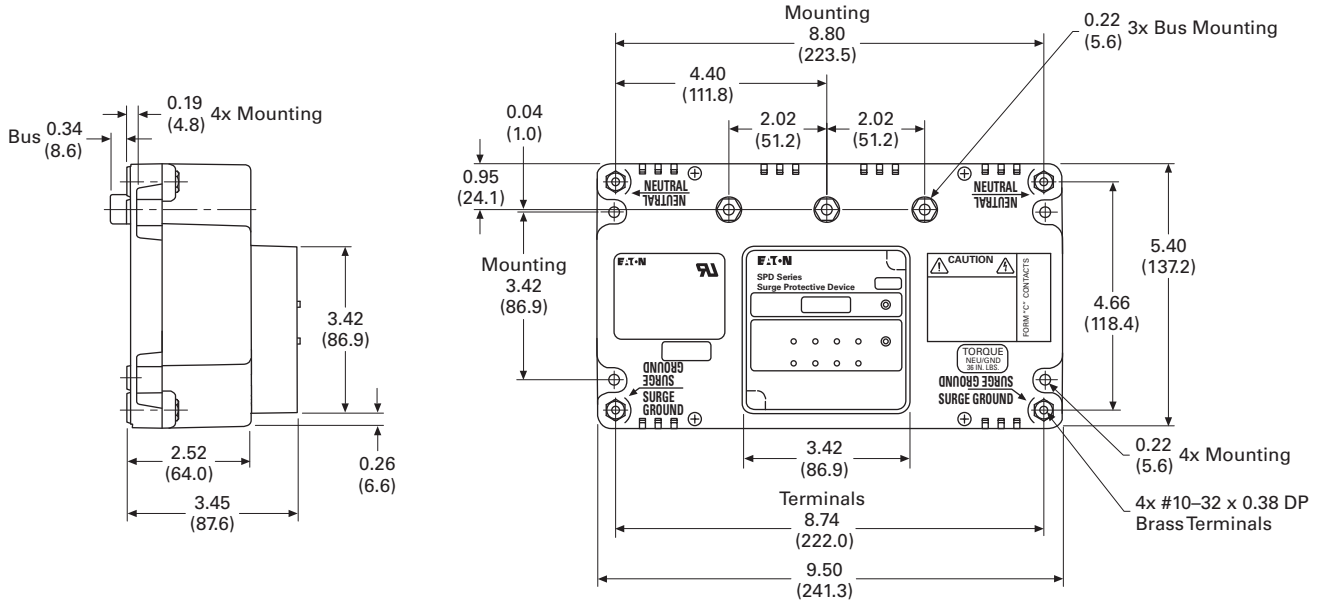 0.19
(4.8) 4x Mounting
Bus 0.34
(8.6)
3.42
(86.9)
2.52
(64.0)
0.26
(6.6)
3.45
(87.6)
Mounting
8.80
(223.5)
0.22
(5.6) 3x Bus Mounting
4.40
(111.8)
0.04
(1.0)
2.02
(51.2)
2.02
(51.2)
0.95
(24.1)
NEUTRAL
NEUTRAL
NEUTRAL
NEUTRAL
5.40
(137.2)
Mounting
3.42
(86.9)
4.66
(118.4)
E·T·N
E·T·N
SPD Series
Surge Protective Device
CAUTION
FORM "C" CONTACTS
TORQUE
NEU/GND
36 IN. LBS.
SURGE
GROUND
SURGE
GROUND
SURGE GROUND
SURGE GROUND
3.42
(86.9)
0.22
(5.6) 4x Mounting
Terminals
8.74
(222.0)
4x #10–32 x 0.38 DP
Brass Terminals
9.50
(241.3)